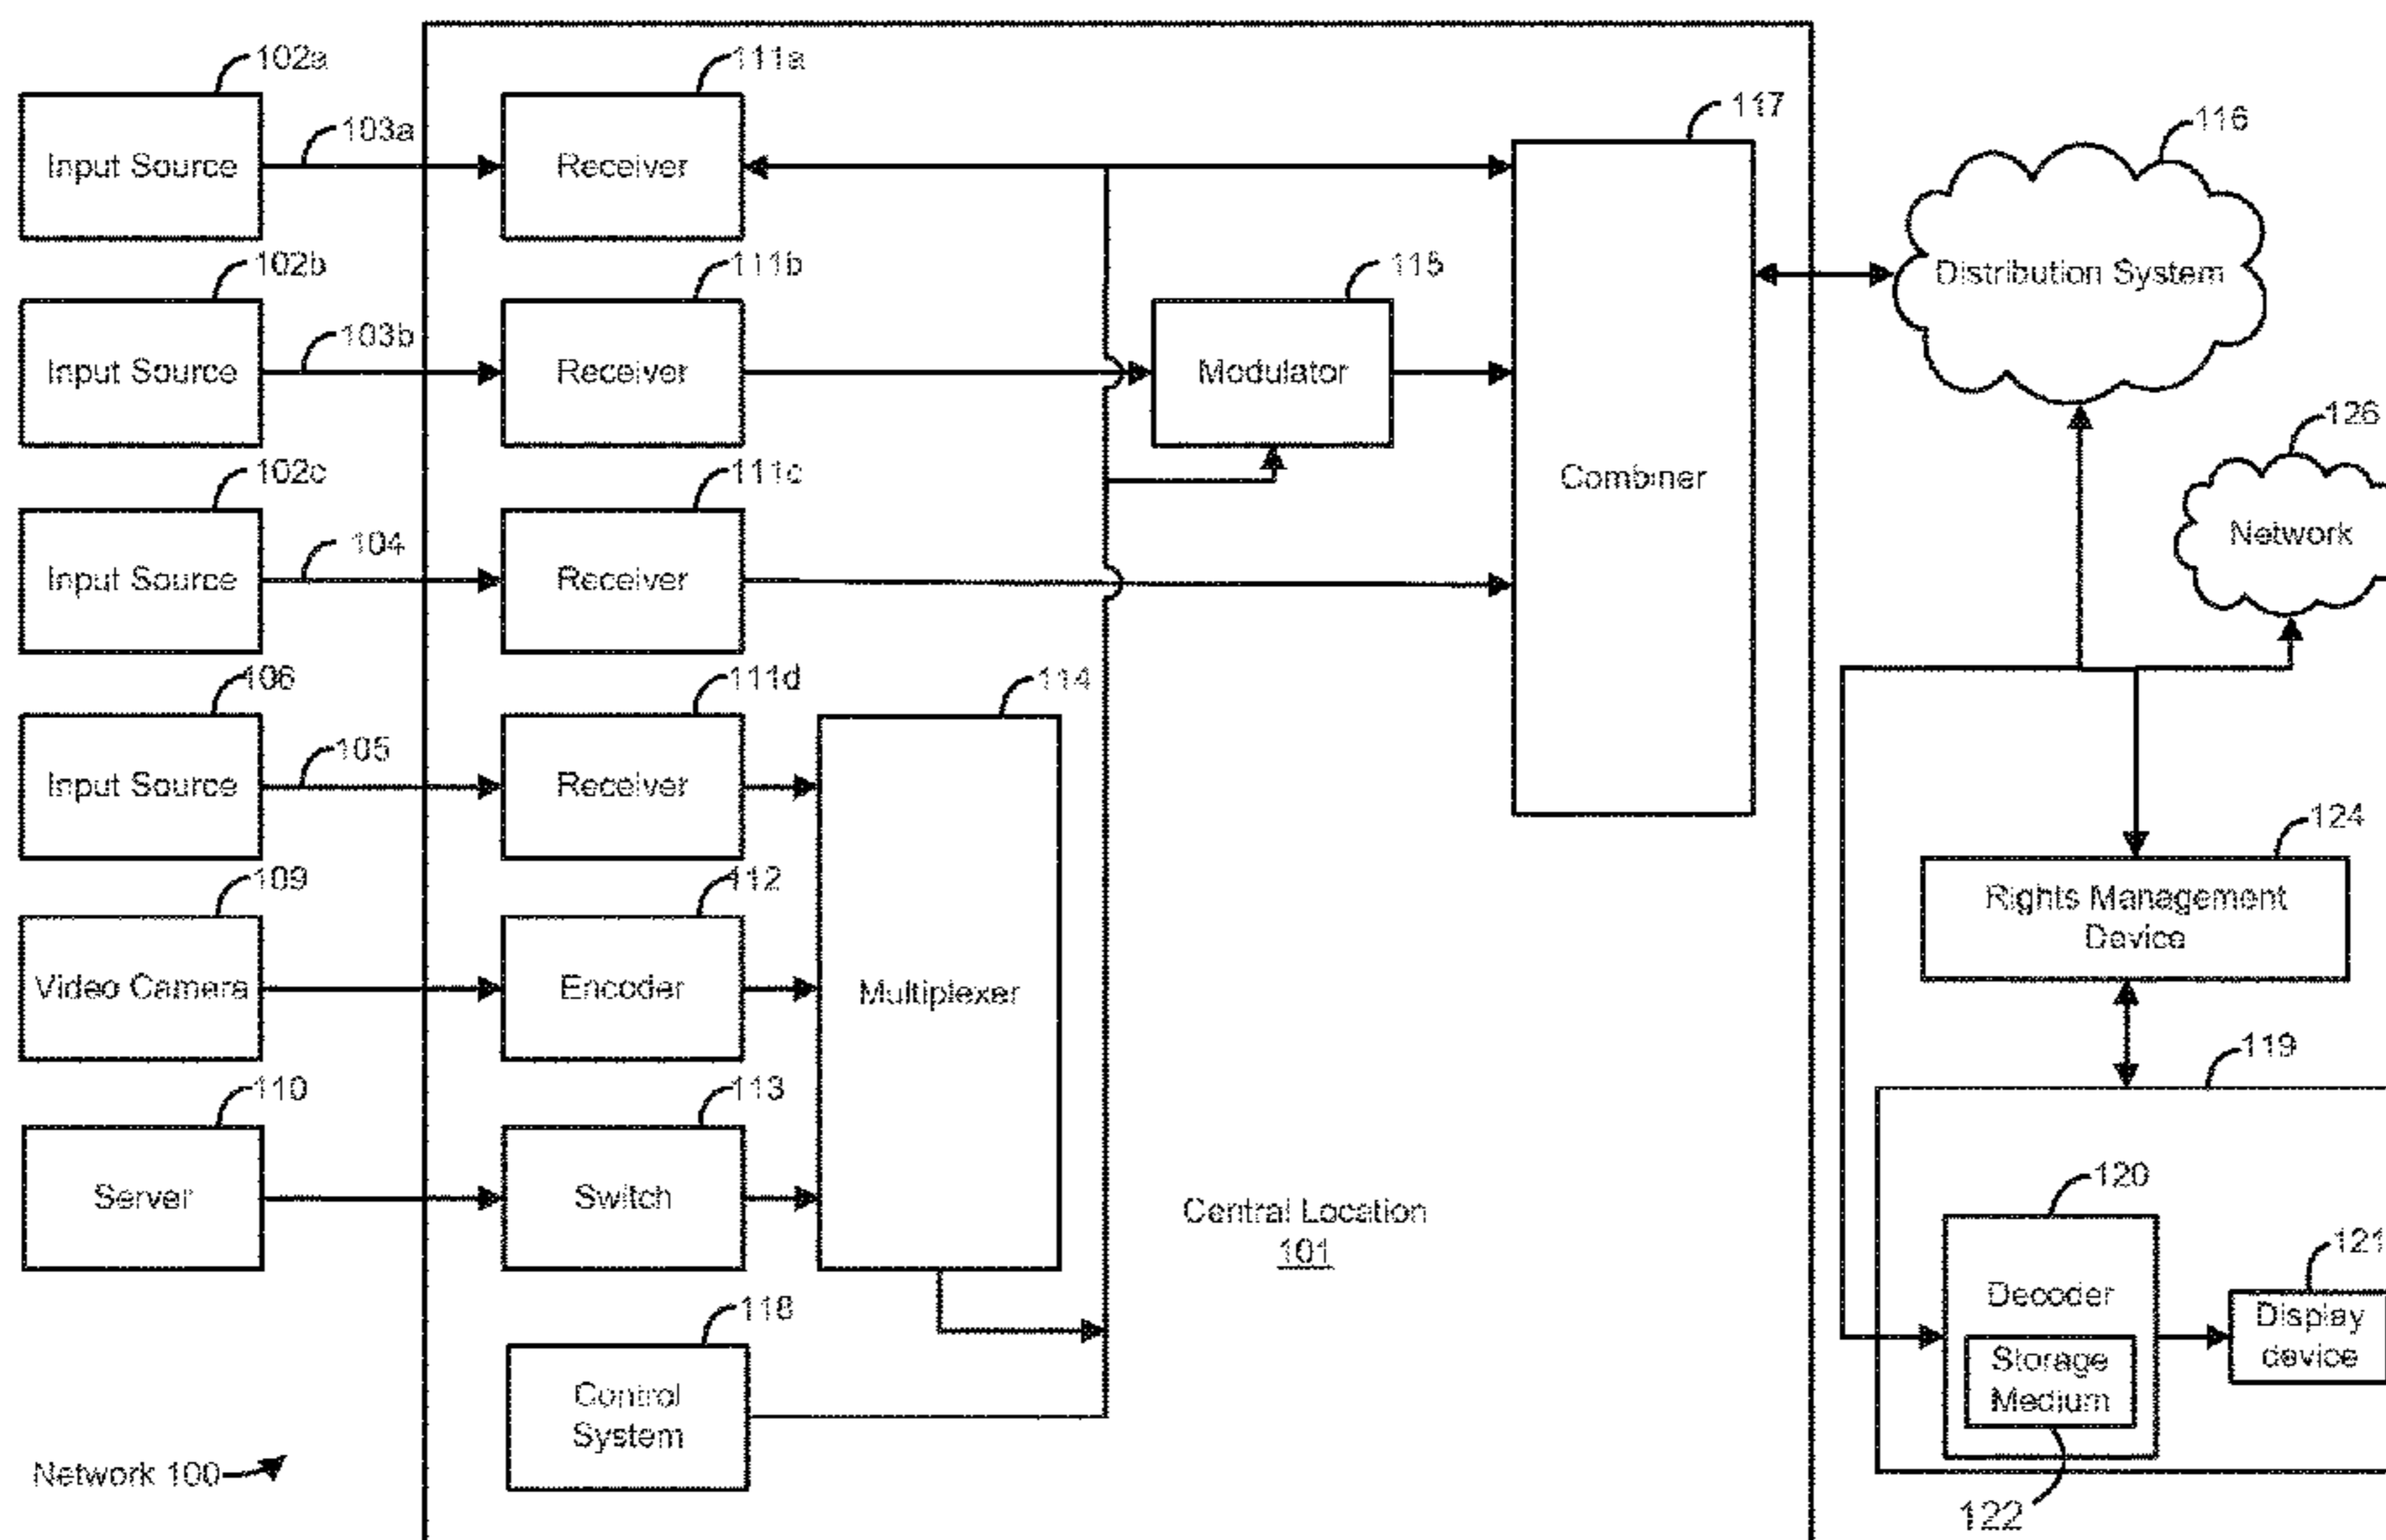 102a
111a
117
103a
116
Input Source
Receiver
102b
111b
115
Distribution System
103b
Input Source
Receiver
Modulator
126
102c
111c
Combiner
104
Network
Input Source
Receiver
106
111d
114
105
Input Source
Receiver
124
109
112
Rights Management
Device
Video Camera
Encoder
Multiplexer
119
110
113
120
Server
Switch
Central Location
101
121
Decoder
118
Display
device
Storage
Medium
Control
System
Network 100
122